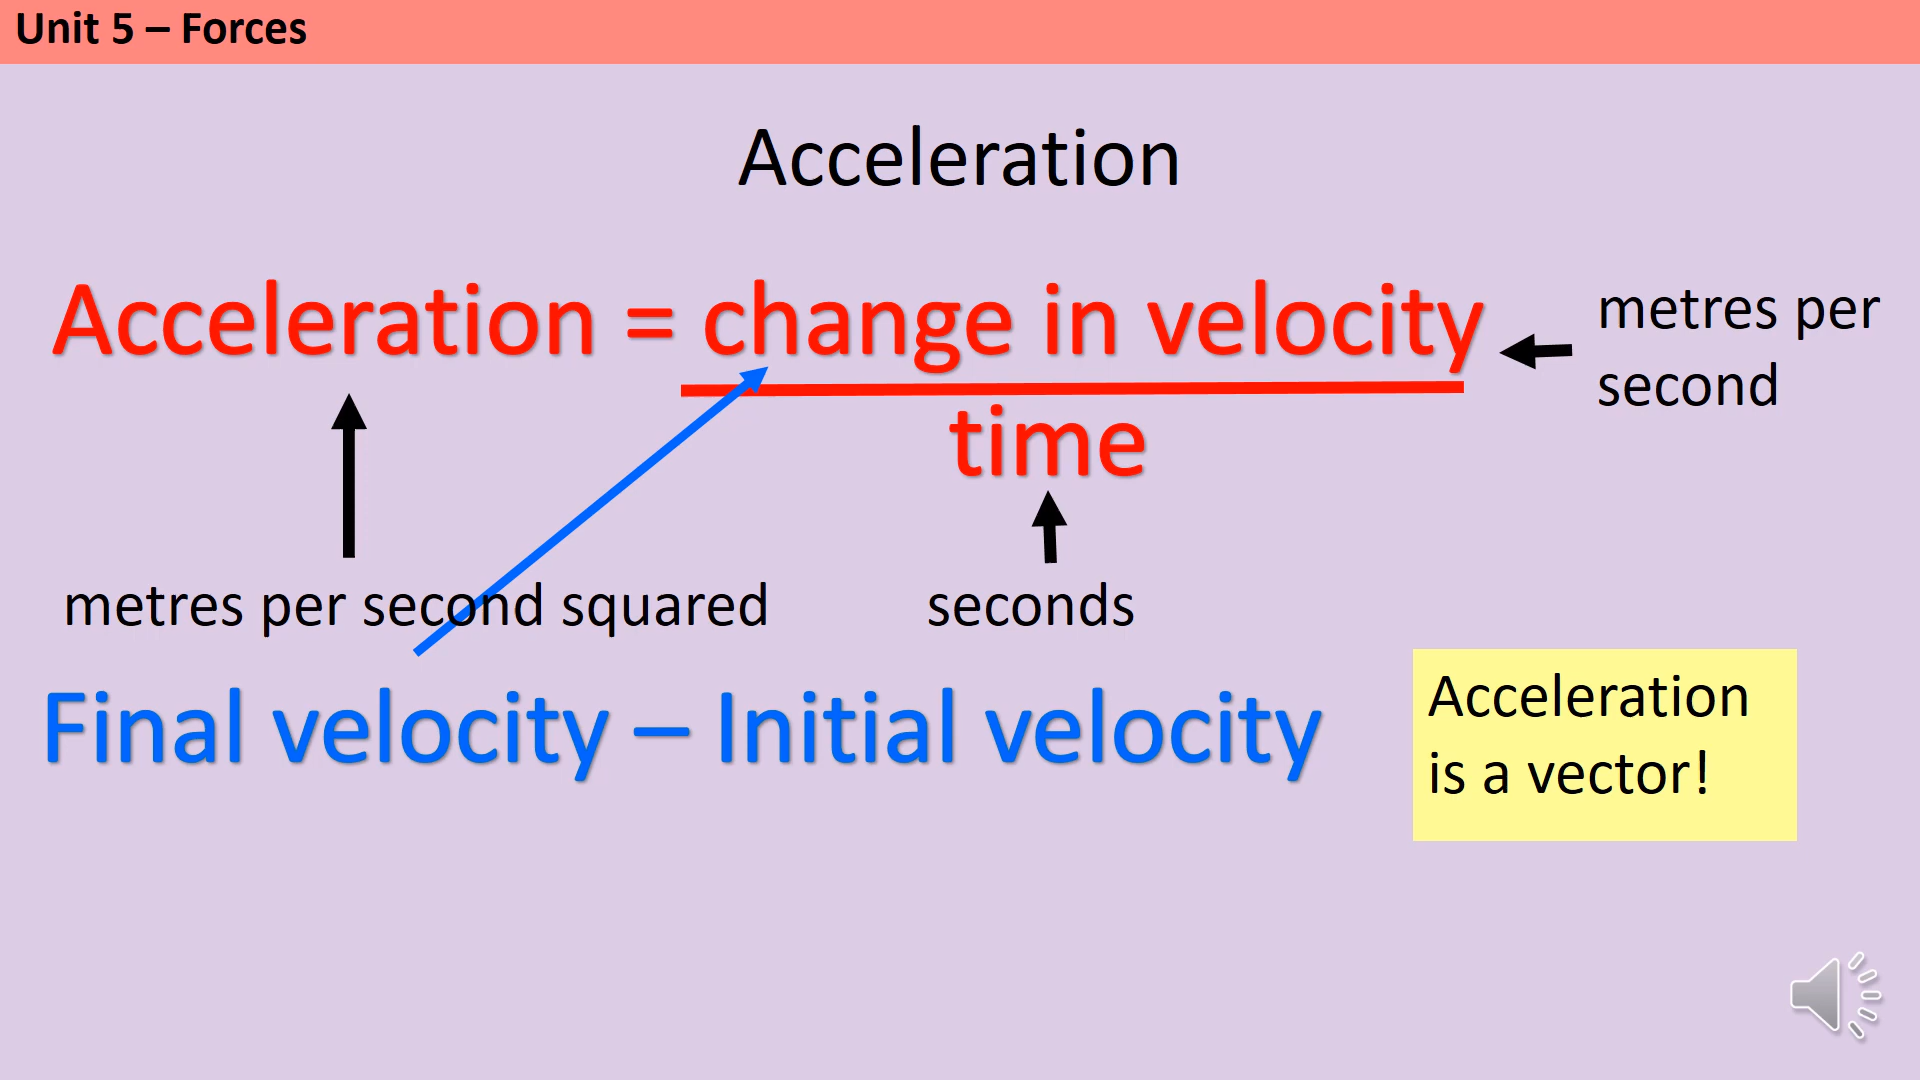 Unit 5 – Forces
Acceleration
Acceleration = change in velocity
time
metres per
second
metres per second squared
seconds
Final velocity – Initial velocity
Acceleration
is a vector!